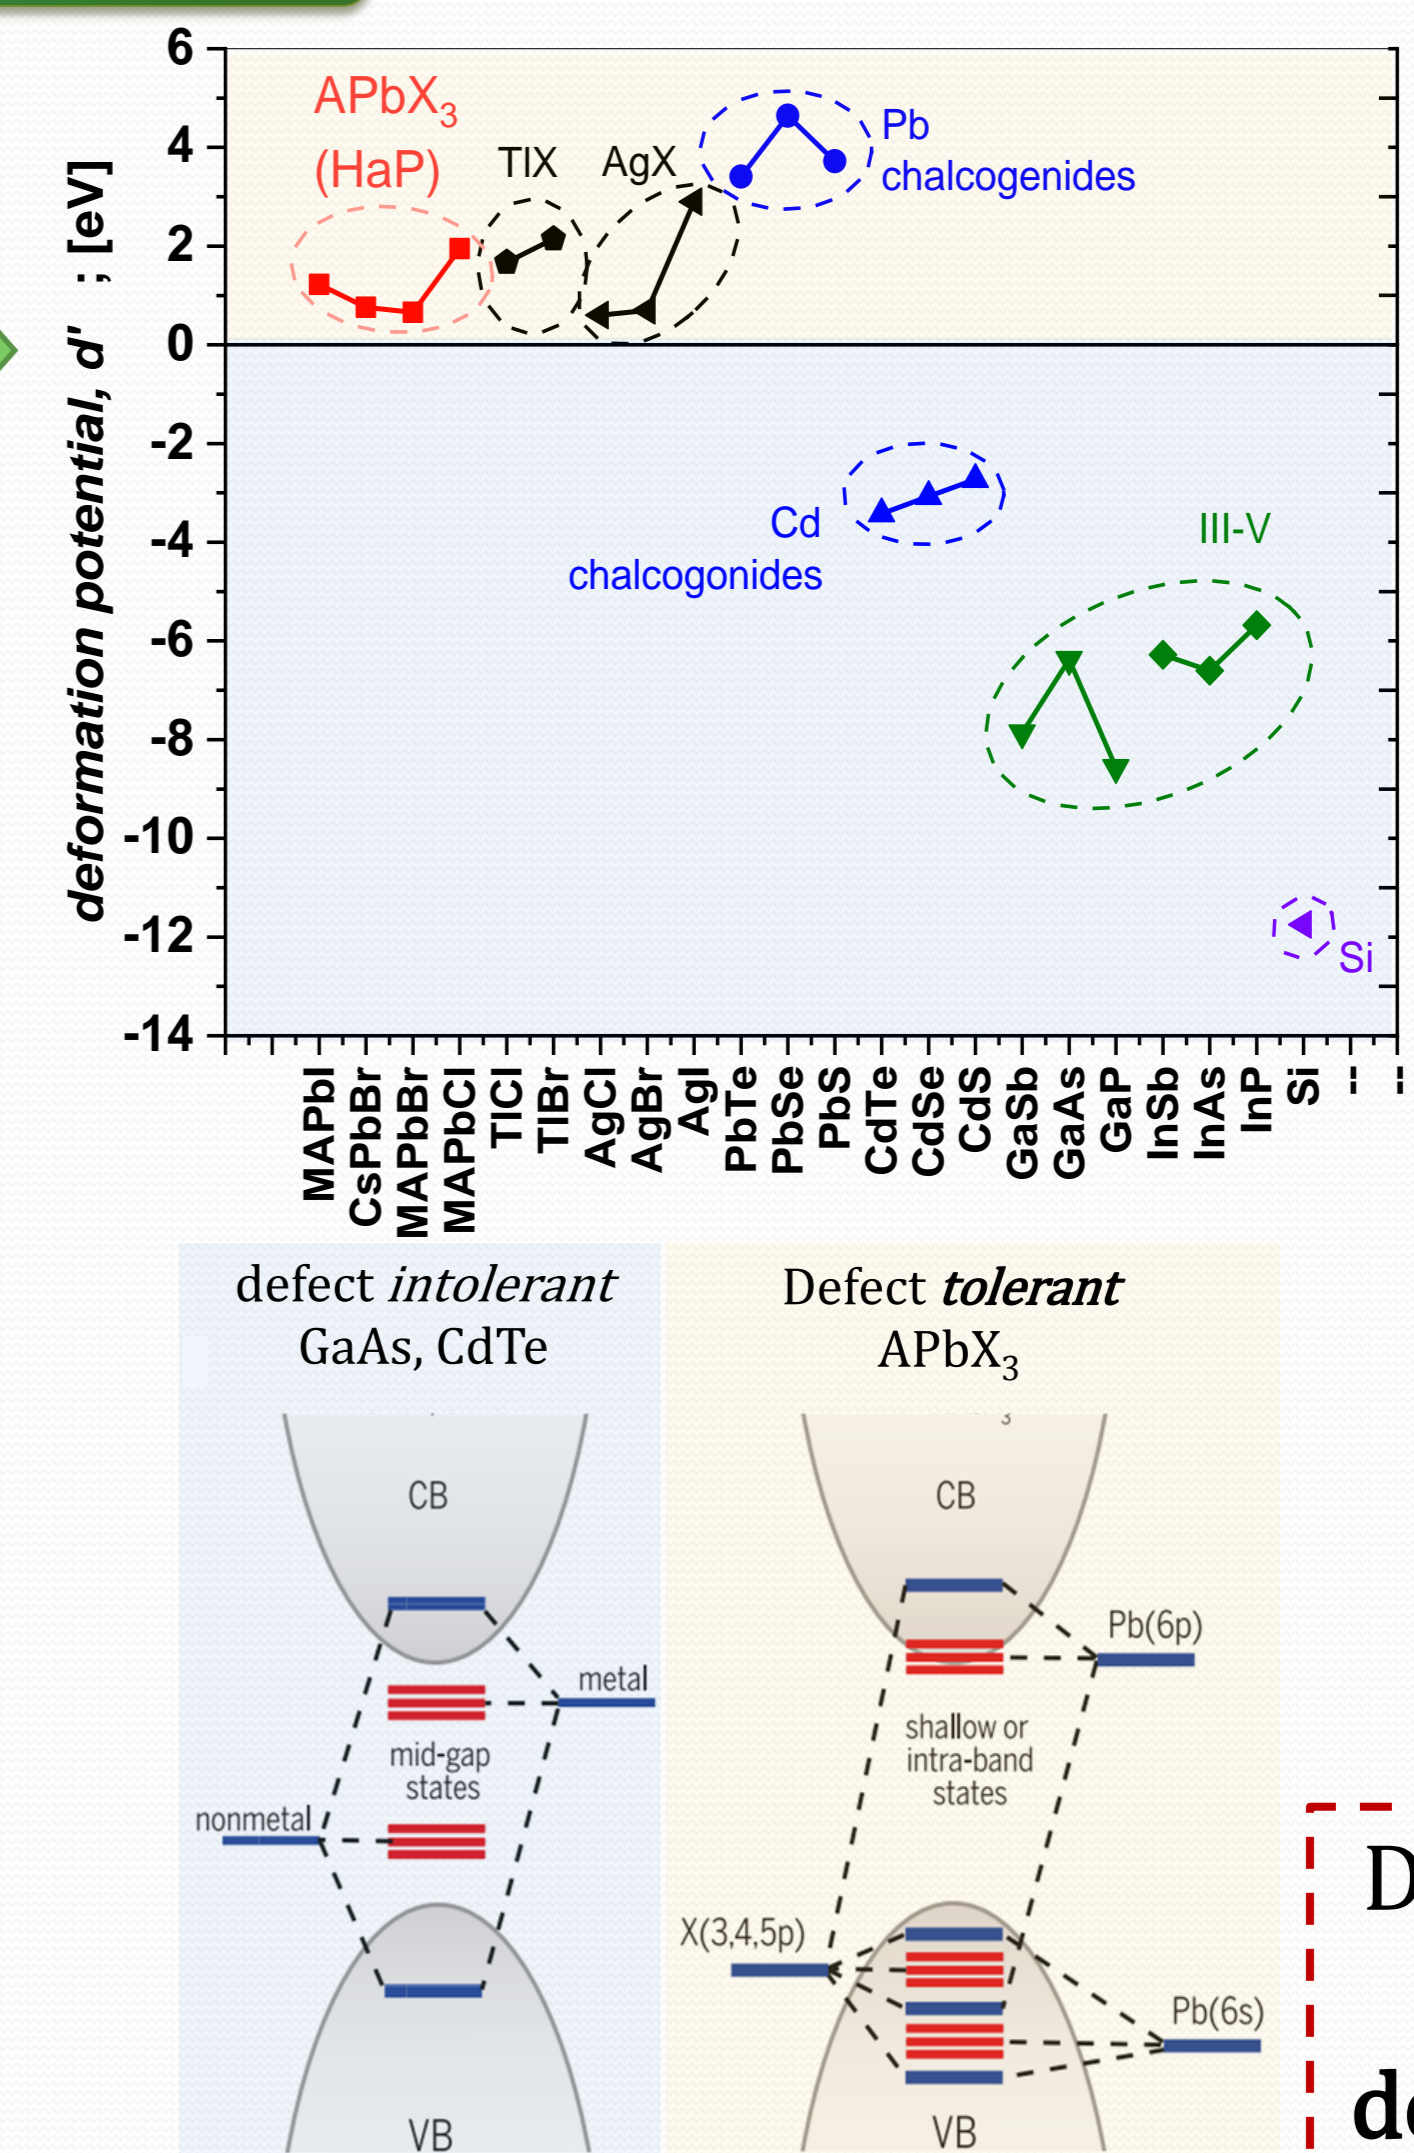 6
4
2
0
-2
-4
-6
-8
-10
-12
-14
deformation potential, d' ; [eV]
APbX₃
(HaP)
TlX
AgX
Pb
chalcogenides
Cd
chalcogonides
III-V
Si
MAPbI
CsPbBr
MAPbBr
MAPbCl
TlCl
TlBr
AgCl
AgBr
AgI
PbTe
PbSe
PbS
CdTe
CdSe
CdS
GaSb
GaAs
GaP
InSb
InAs
InP
Si
--
--
defect intolerant
GaAs, CdTe
Defect tolerant
APbX₃
3
CB
CB
Pb(6p)
metal
mid-gap
states
shallow or
intra-band
states
nonmetal
X(3,4,5p)
Pb(6s)
VB
VB
D